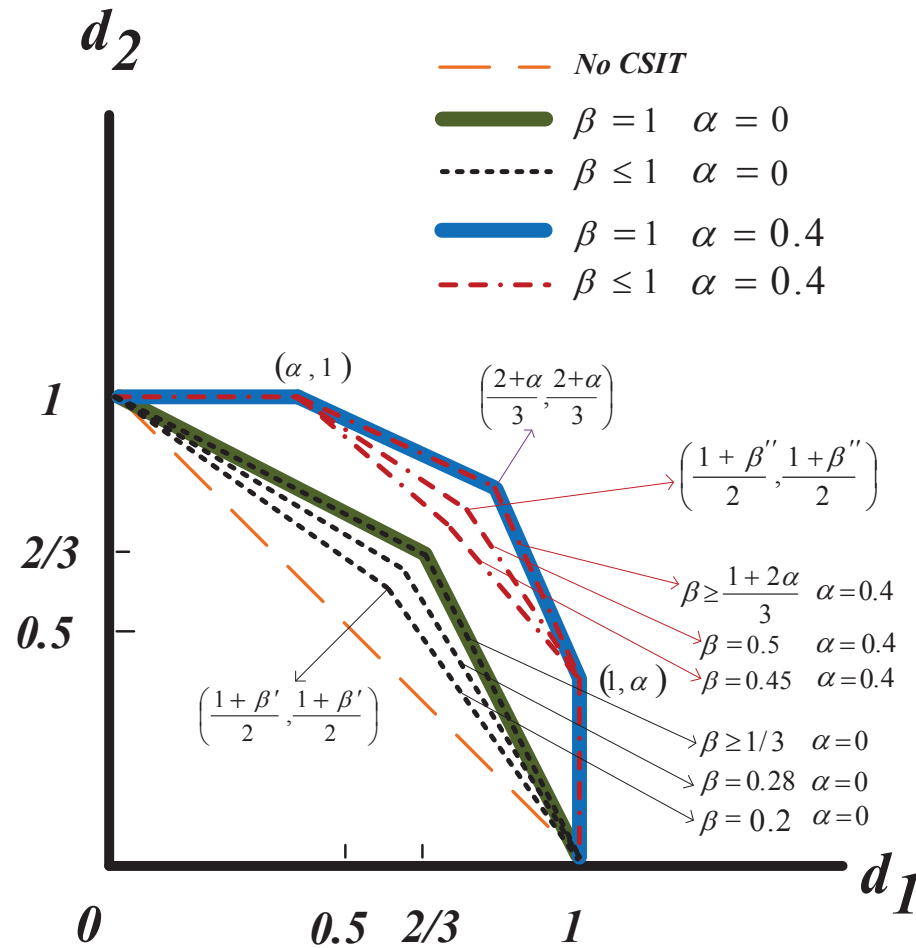 d2
No CSIT
β = 1 α = 0
β ≤ 1 α = 0
β = 1 α = 0.4
β ≤ 1 α = 0.4
(α , 1)
1
(2+α/3 , 2+α/3)
(1+β''/2 , 1+β''/2)
2/3
β ≥ 1+2α/3 α = 0.4
0.5
β = 0.5 α = 0.4
(1, α)
β = 0.45 α = 0.4
(1+β'/2 , 1+β'/2)
β ≥ 1/3 α=0
β = 0.28 α=0
β = 0.2 α=0
d1
0 0.5 2/3 1